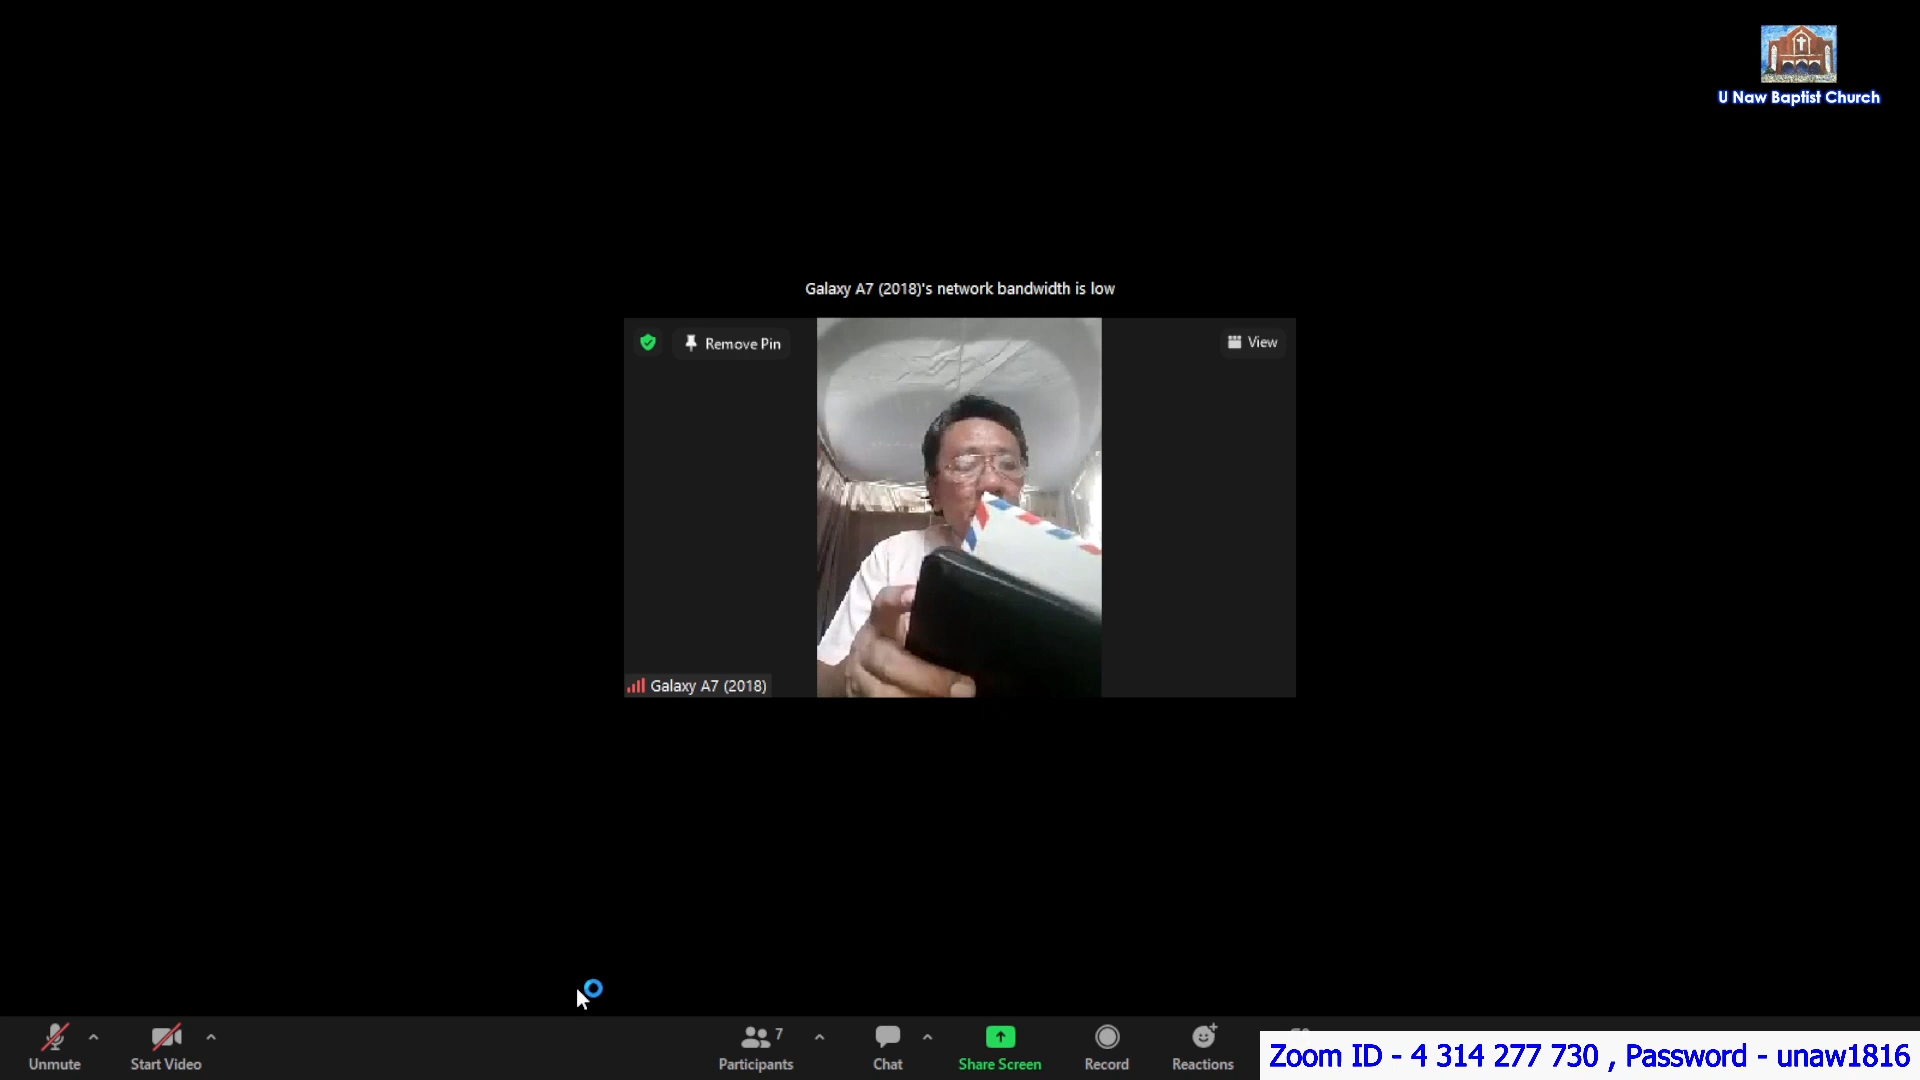 U Naw Baptist Church
Galaxy A7 (2018)'s network bandwidth is low
Remove Pin
View
Galaxy A7 (2018)
Unmute
Start Video
7
Participants
Chat
Share Screen
Record
Reactions
Zoom ID - 4 314 277 730 , Password - unaw1816